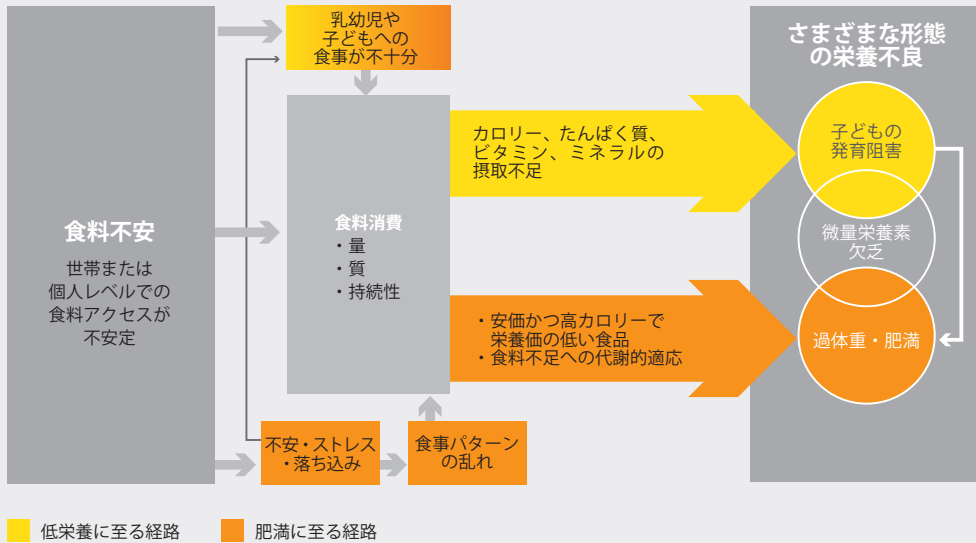 食料不安
世帯または
個人レベルでの
食料アクセスが
不安定
乳幼児や
子どもへの
食事が不十分
食料消費
・量
・質
・持続性
不安・ストレス
・落ち込み
食事パターン
の乱れ
カロリー、たんぱく質、
ビタミン、ミネラルの
摂取不足
・安価かつ高カロリーで
栄養価の低い食品
・食料不足への代謝的適応
さまざまな形態
の栄養不良
子どもの
発育阻害
微量栄養素
欠乏
過体重・肥満
低栄養に至る経路
肥満に至る経路